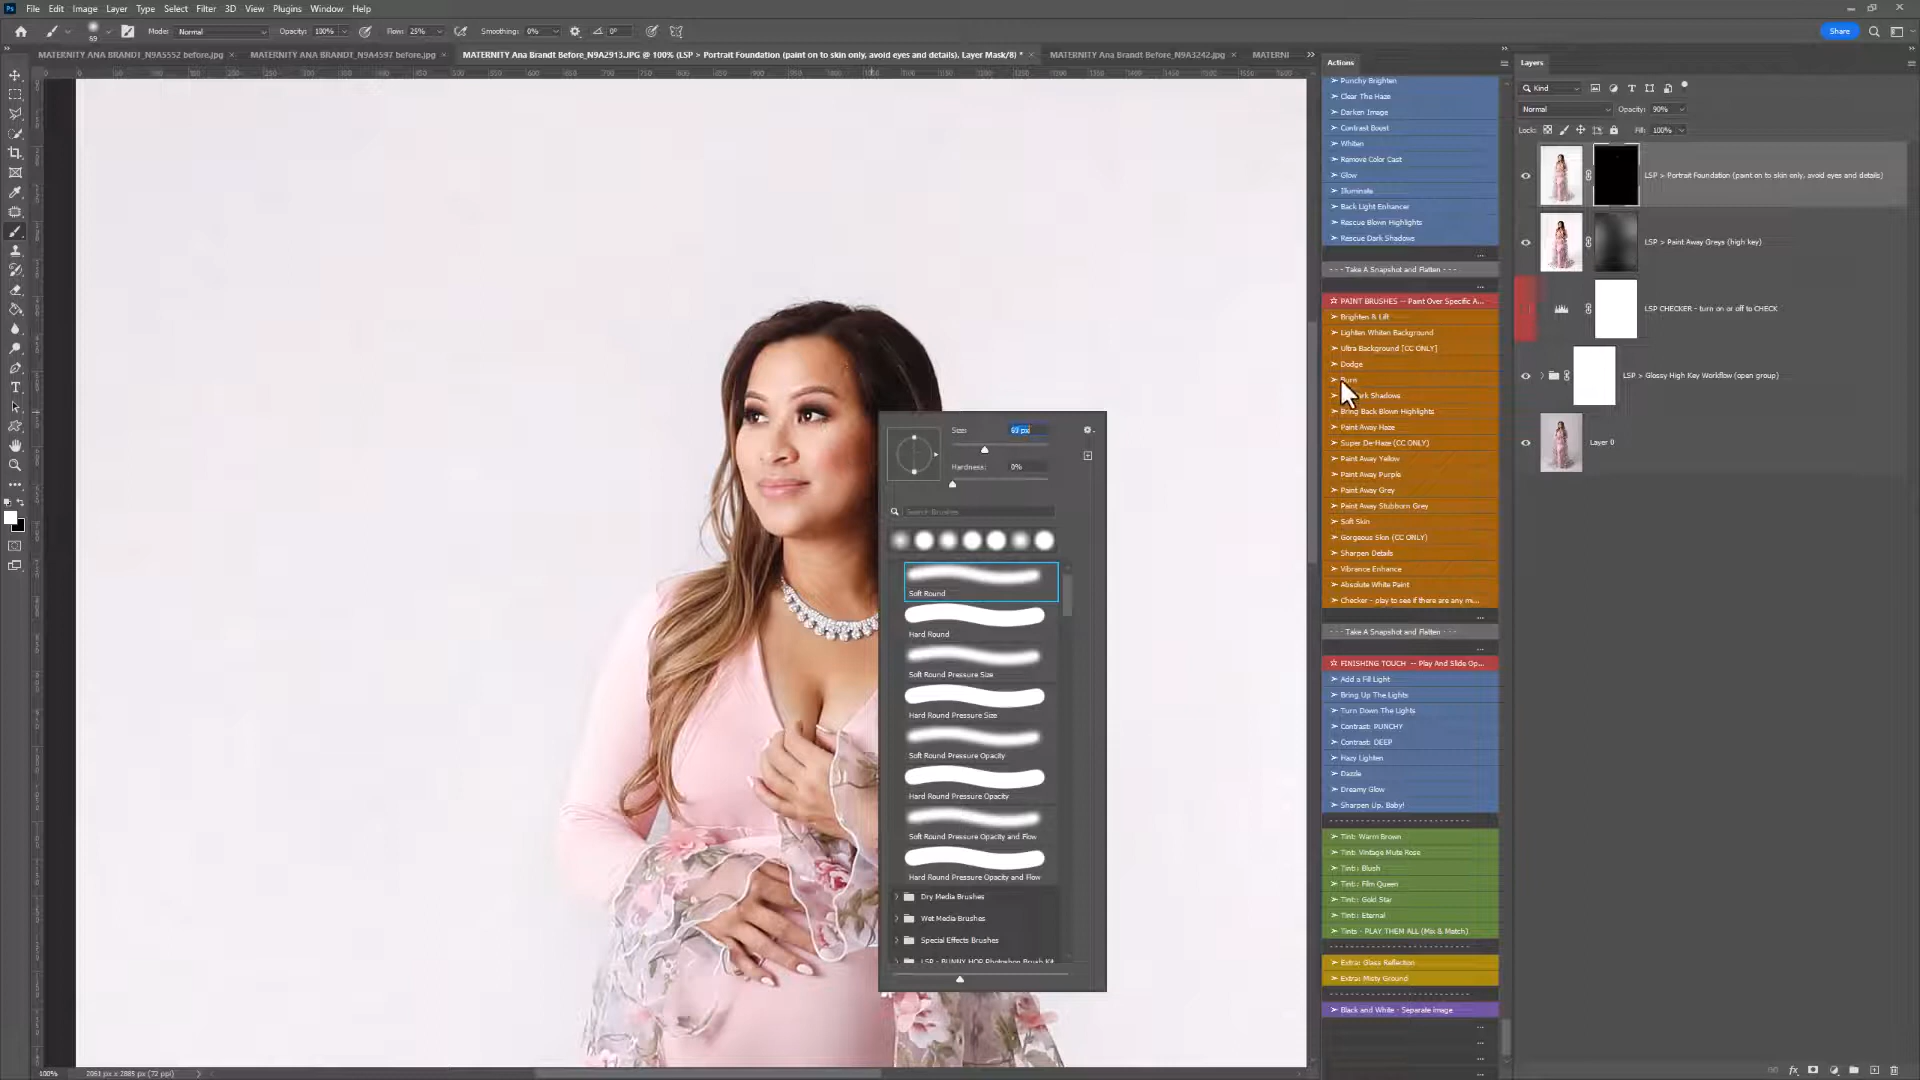 File Edit Image Layer Type Select Filter 3D View Plugins Window Help
69 Mode: Normal Opacity: 100% Flow: 25% Smoothing: 0% 0° Share
MATERNITY ANA BRANDT_N9A5552 before.jpg × MATERNITY ANA BRANDT_N9A4597 before.jpg × MATERNITY Ana Brandt Before_N9A2913.JPG @ 100% (LSP > Portrait Foundation (paint on to skin only, avoid eyes and details), Layer Mask/8) * × MATERNITY Ana Brandt Before_N9A3242.jpg × MATERNI
Actions
Punchy Brighten
Clear The Haze
Darken Image
Contrast Boost
Whiten
Remove Color Cast
Glow
Illuminate
Back Light Enhancer
Rescue Blown Highlights
Rescue Dark Shadows
- - - Take A Snapshot and Flatten - - -
☆ PAINT BRUSHES -- Paint Over Specific A...
Brighten & Lift
Lighten Whiten Background
Ultra Background [CC ONLY]
Dodge
Burn
rk Shadows
Bring Back Blown Highlights
Paint Away Haze
Super De-Haze (CC ONLY)
Paint Away Yellow
Paint Away Purple
Paint Away Grey
Paint Away Stubborn Grey
Soft Skin
Gorgeous Skin (CC ONLY)
Sharpen Details
Vibrance Enhance
Absolute White Paint
Checker - play to see if there are any mi...
- - - Take A Snapshot and Flatten - - -
☆ FINISHING TOUCH -- Play And Slide Op...
Add a Fill Light
Bring Up The Lights
Turn Down The Lights
Contrast: PUNCHY
Contrast: DEEP
Hazy Lighten
Dazzle
Dreamy Glow
Sharpen Up, Baby!
Tint: Warm Brown
Tint: Vintage Mute Rose
Tint:: Blush
Tint:: Film Queen
Tint:: Gold Star
Tint:: Eternal
Tints - PLAY THEM ALL (Mix & Match)
Extra: Glass Reflection
Extra: Misty Ground
Black and White - Separate Image
Layers
Kind
Normal Opacity: 90%
Lock: Fill: 100%
LSP > Portrait Foundation (paint on to skin only, avoid eyes and details)
LSP > Paint Away Greys (high key)
LSP CHECKER - turn on or off to CHECK
LSP > Glossy High Key Workflow (open group)
Layer 0
Size: 69 px
Hardness: 0%
Search Brushes
Soft Round
Hard Round
Soft Round Pressure Size
Hard Round Pressure Size
Soft Round Pressure Opacity
Hard Round Pressure Opacity
Soft Round Pressure Opacity and Flow
Hard Round Pressure Opacity and Flow
Dry Media Brushes
Wet Media Brushes
Special Effects Brushes
LSP - BUNNY HOP Photoshop Brush Kit
100% 2051 px x 2885 px (72 ppi)